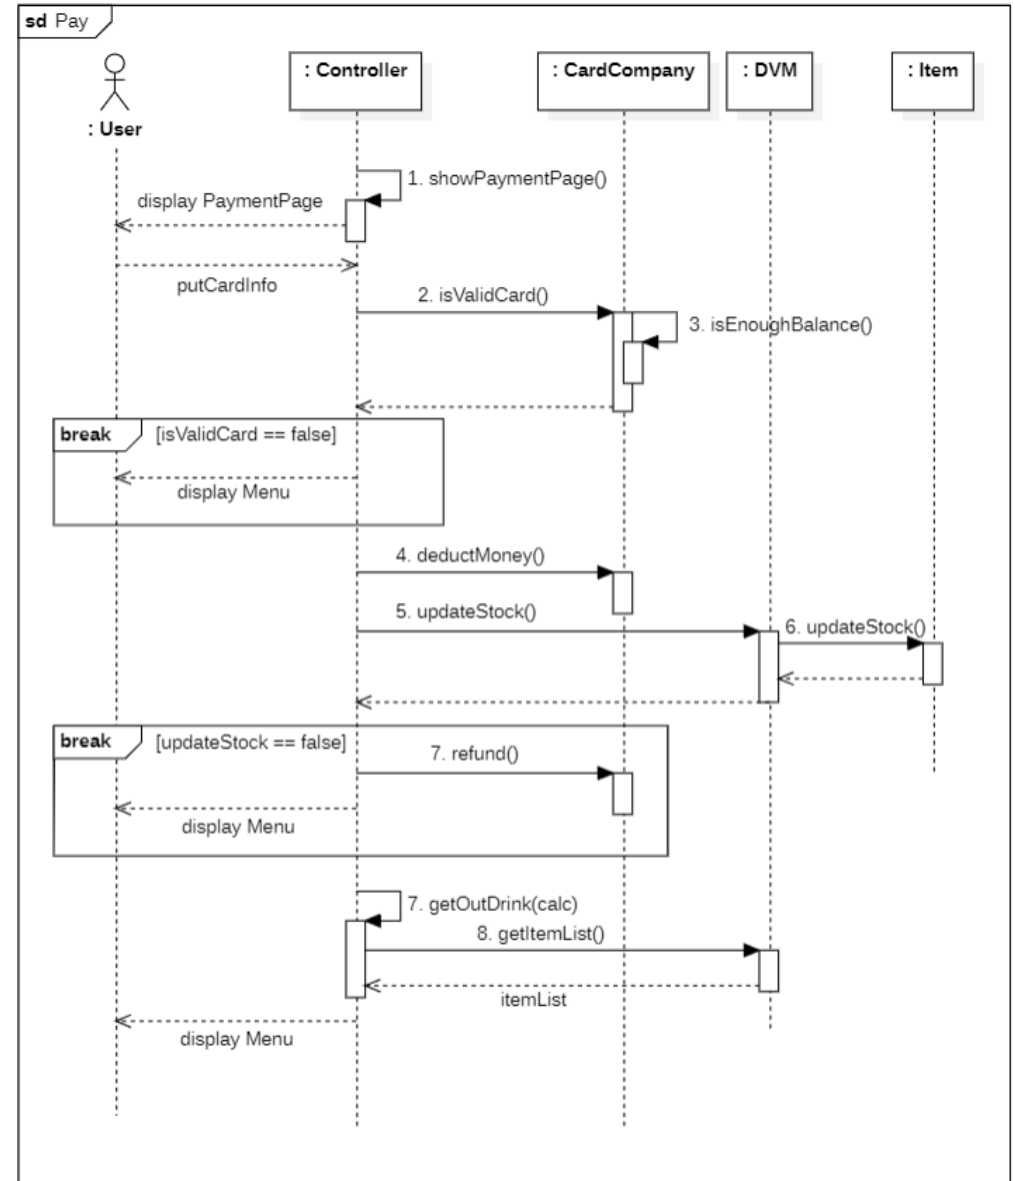 sd Pay
: User
: Controller
: CardCompany
: DVM
: Item
1. showPaymentPage()
display PaymentPage
putCardInfo
2. isValidCard()
3. isEnoughBalance()
break [isValidCard == false]
display Menu
4. deductMoney()
5. updateStock()
6. updateStock()
break [updateStock == false]
7. refund()
display Menu
7. getOutDrink(calc)
8. getItemList()
itemList
display Menu